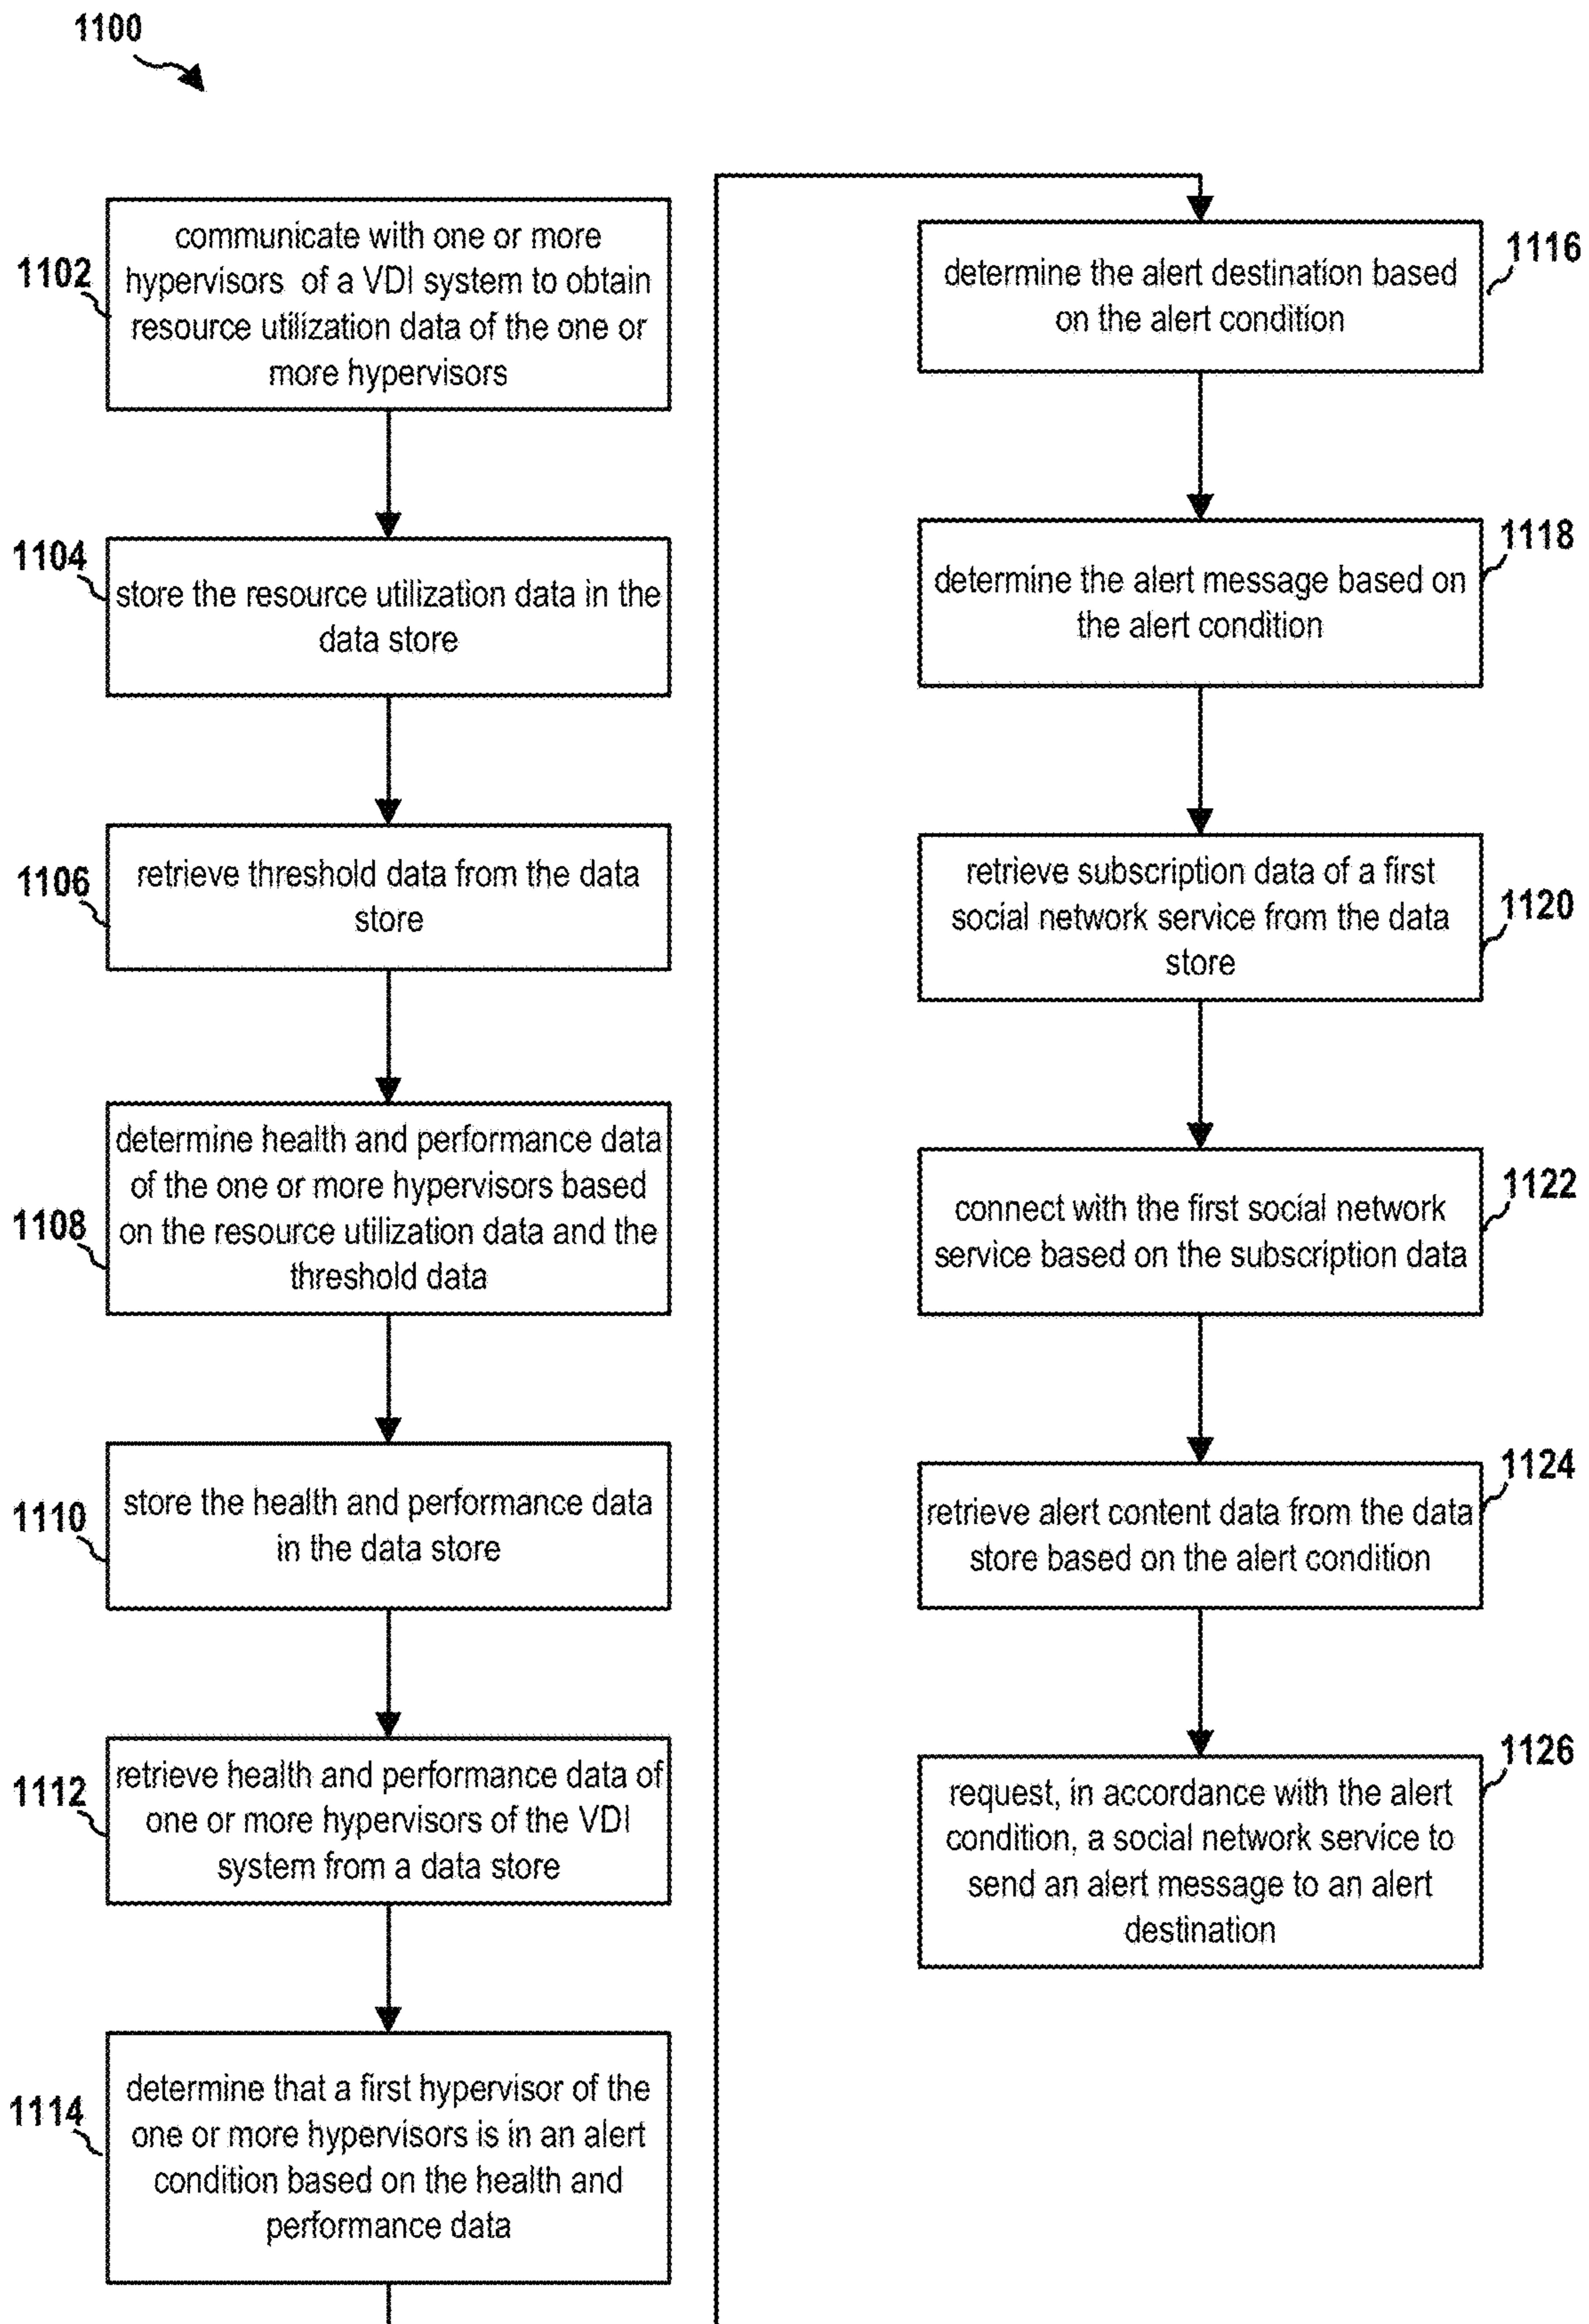 1100
1102
communicate with one or more
hypervisors of a VDI system to obtain
resource utilization data of the one or
more hypervisors
1104
store the resource utilization data in the
data store
1106
retrieve threshold data from the data
store
1108
determine health and performance data
of the one or more hypervisors based
on the resource utilization data and the
threshold data
1110
store the health and performance data
in the data store
1112
retrieve health and performance data of
one or more hypervisors of the VDI
system from a data store
1114
determine that a first hypervisor of the
one or more hypervisors is in an alert
condition based on the health and
performance data
1116
determine the alert destination based
on the alert condition
1118
determine the alert message based on
the alert condition
1120
retrieve subscription data of a first
social network service from the data
store
1122
connect with the first social network
service based on the subscription data
1124
retrieve alert content data from the data
store based on the alert condition
1126
request, in accordance with the alert
condition, a social network service to
send an alert message to an alert
destination